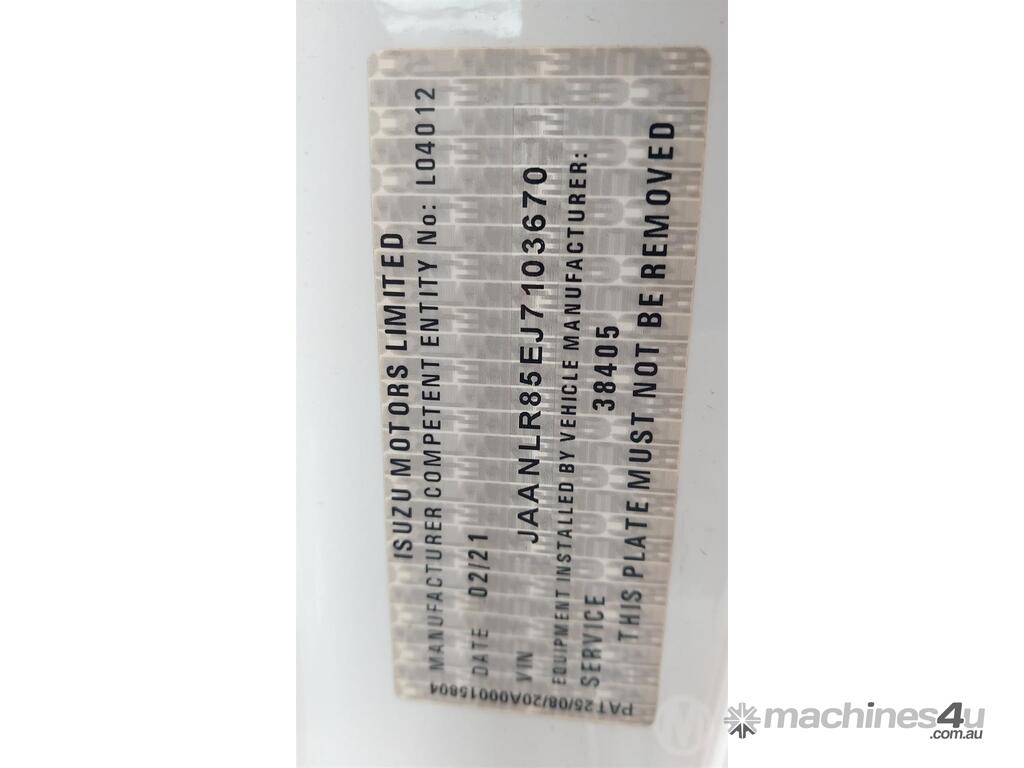 ISUZU MOTORS LIMITED
MANUFACTURER COMPETENT ENTITY No: L04012
DATE 02/21
VIN JAANLR85EJ7103670
EQUIPMENT INSTALLED BY VEHICLE MANUFACTURER:
SERVICE 38405
THIS PLATE MUST NOT BE REMOVED
PAT25/08/20A000015804
machines4u
.com.au